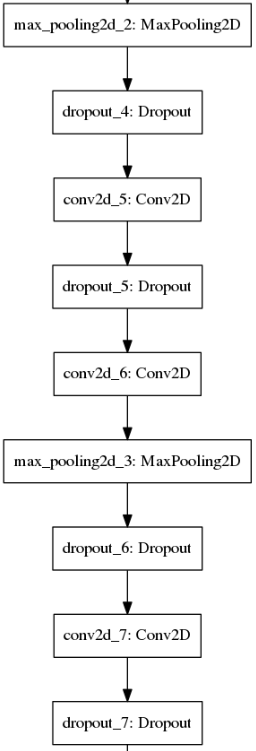 max_pooling2d_2: MaxPooling2D
dropout_4: Dropout
conv2d_5: Conv2D
dropout_5: Dropout
conv2d_6: Conv2D
max_pooling2d_3: MaxPooling2D
dropout_6: Dropout
conv2d_7: Conv2D
dropout_7: Dropout